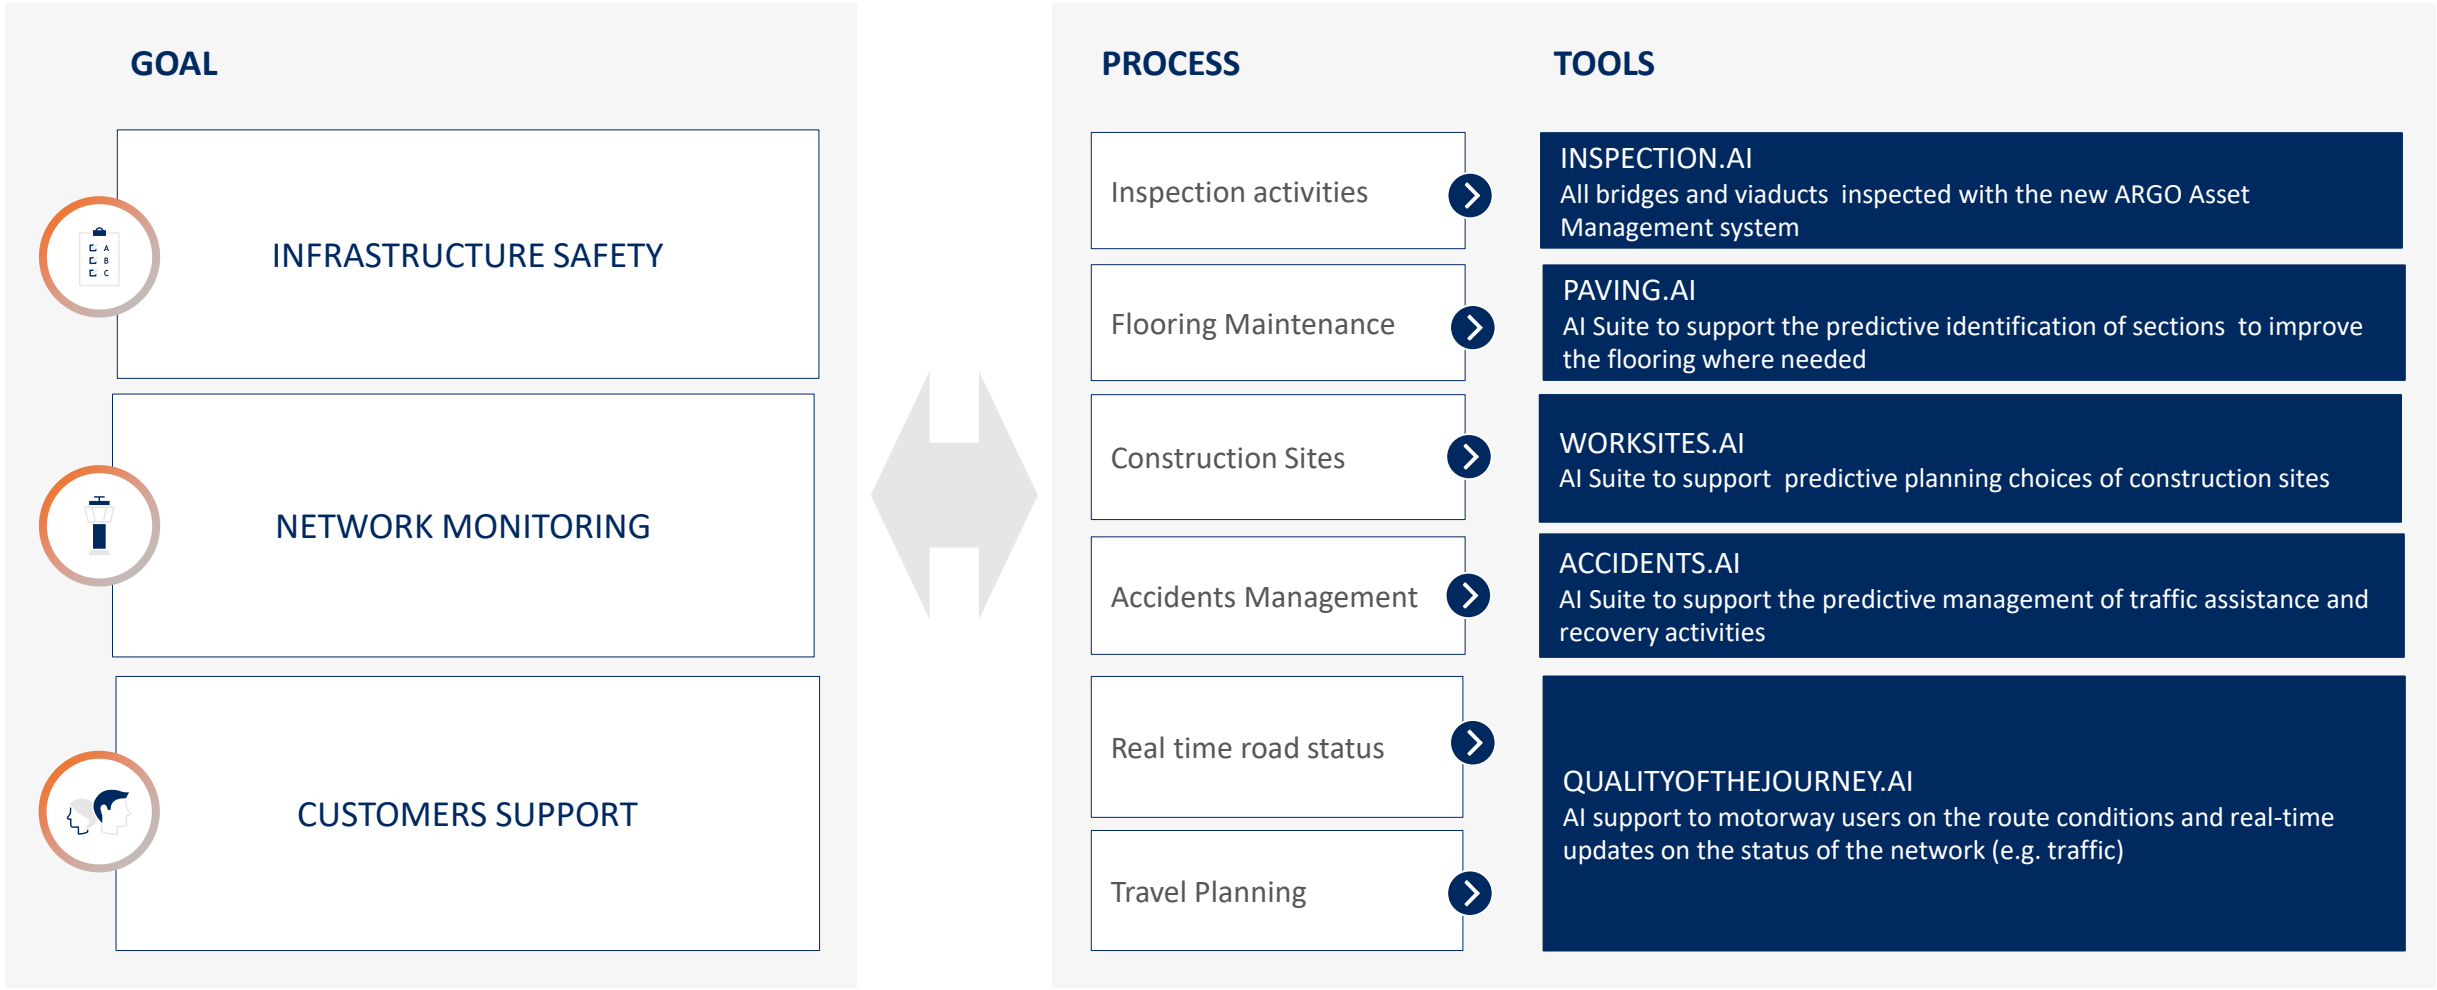 GOAL
INFRASTRUCTURE SAFETY
A
B
C
NETWORK MONITORING
CUSTOMERS SUPPORT
PROCESS
TOOLS
Inspection activities
INSPECTION.AI
All bridges and viaducts  inspected with the new ARGO Asset
Management system
Flooring Maintenance
PAVING.AI
AI Suite to support the predictive identification of sections  to improve
the flooring where needed
Construction Sites
WORKSITES.AI
AI Suite to support  predictive planning choices of construction sites
Accidents Management
ACCIDENTS.AI
AI Suite to support the predictive management of traffic assistance and
recovery activities
Real time road status
Travel Planning
QUALITYOFTHEJOURNEY.AI
AI support to motorway users on the route conditions and real-time
updates on the status of the network (e.g. traffic)